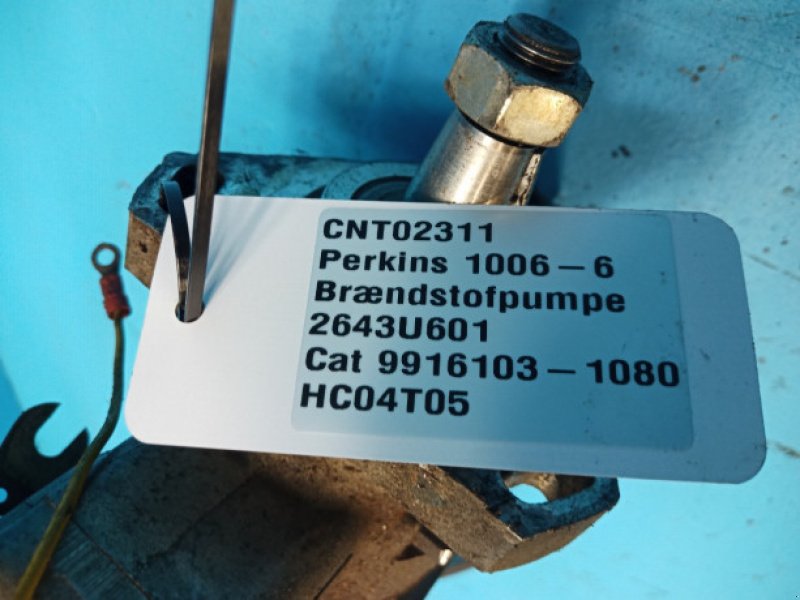 CNT02311
Perkins 1006-6
Brændstofpumpe
2643U601
Cat 9916103-1080
HC04T05